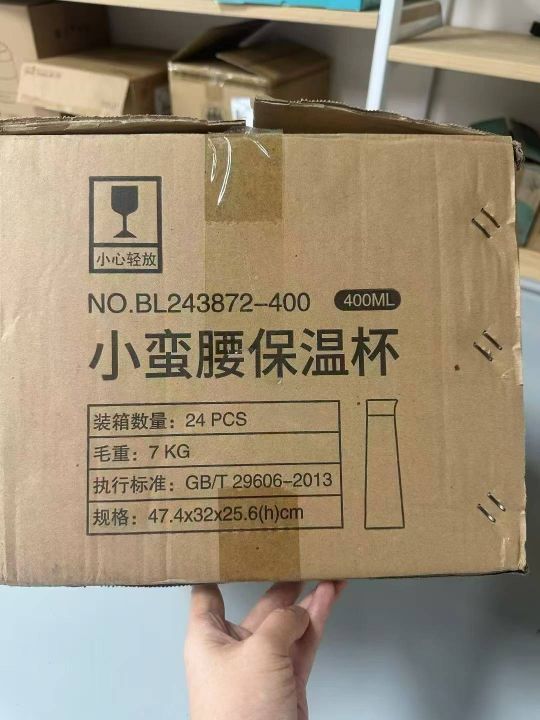 小心轻放
NO.BL243872-400 400ML
小蛮腰保温杯
装箱数量：24 PCS
毛重：7 KG
执行标准：GB/T 29606-2013
规格：47.4x32x25.6(h)cm